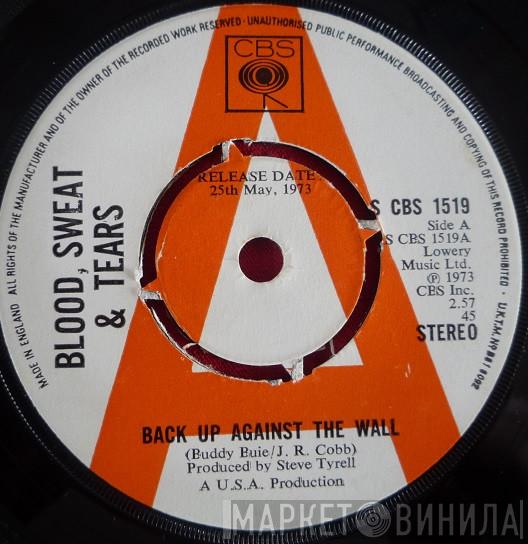 MADE IN ENGLAND · ALL RIGHTS OF THE MANUFACTURER AND OF THE OWNER OF THE RECORDED WORK RESERVED · UNAUTHORISED PUBLIC PERFORMANCE BROADCASTING AND COPYING OF THIS RECORD PROHIBITED · U.K.T.M. Nº 881 8092
CBS
RELEASE DATE
25th May, 1973
BLOOD, SWEAT
& TEARS
S CBS 1519
Side A
S CBS 1519A
Lowery
Music Ltd.
℗ 1973
CBS Inc.
2.57
45
STEREO
BACK UP AGAINST THE WALL
(Buddy Buie/J. R. Cobb)
Produced by Steve Tyrell
A U.S.A. Production
МАРКЕТ ВИНИЛА!